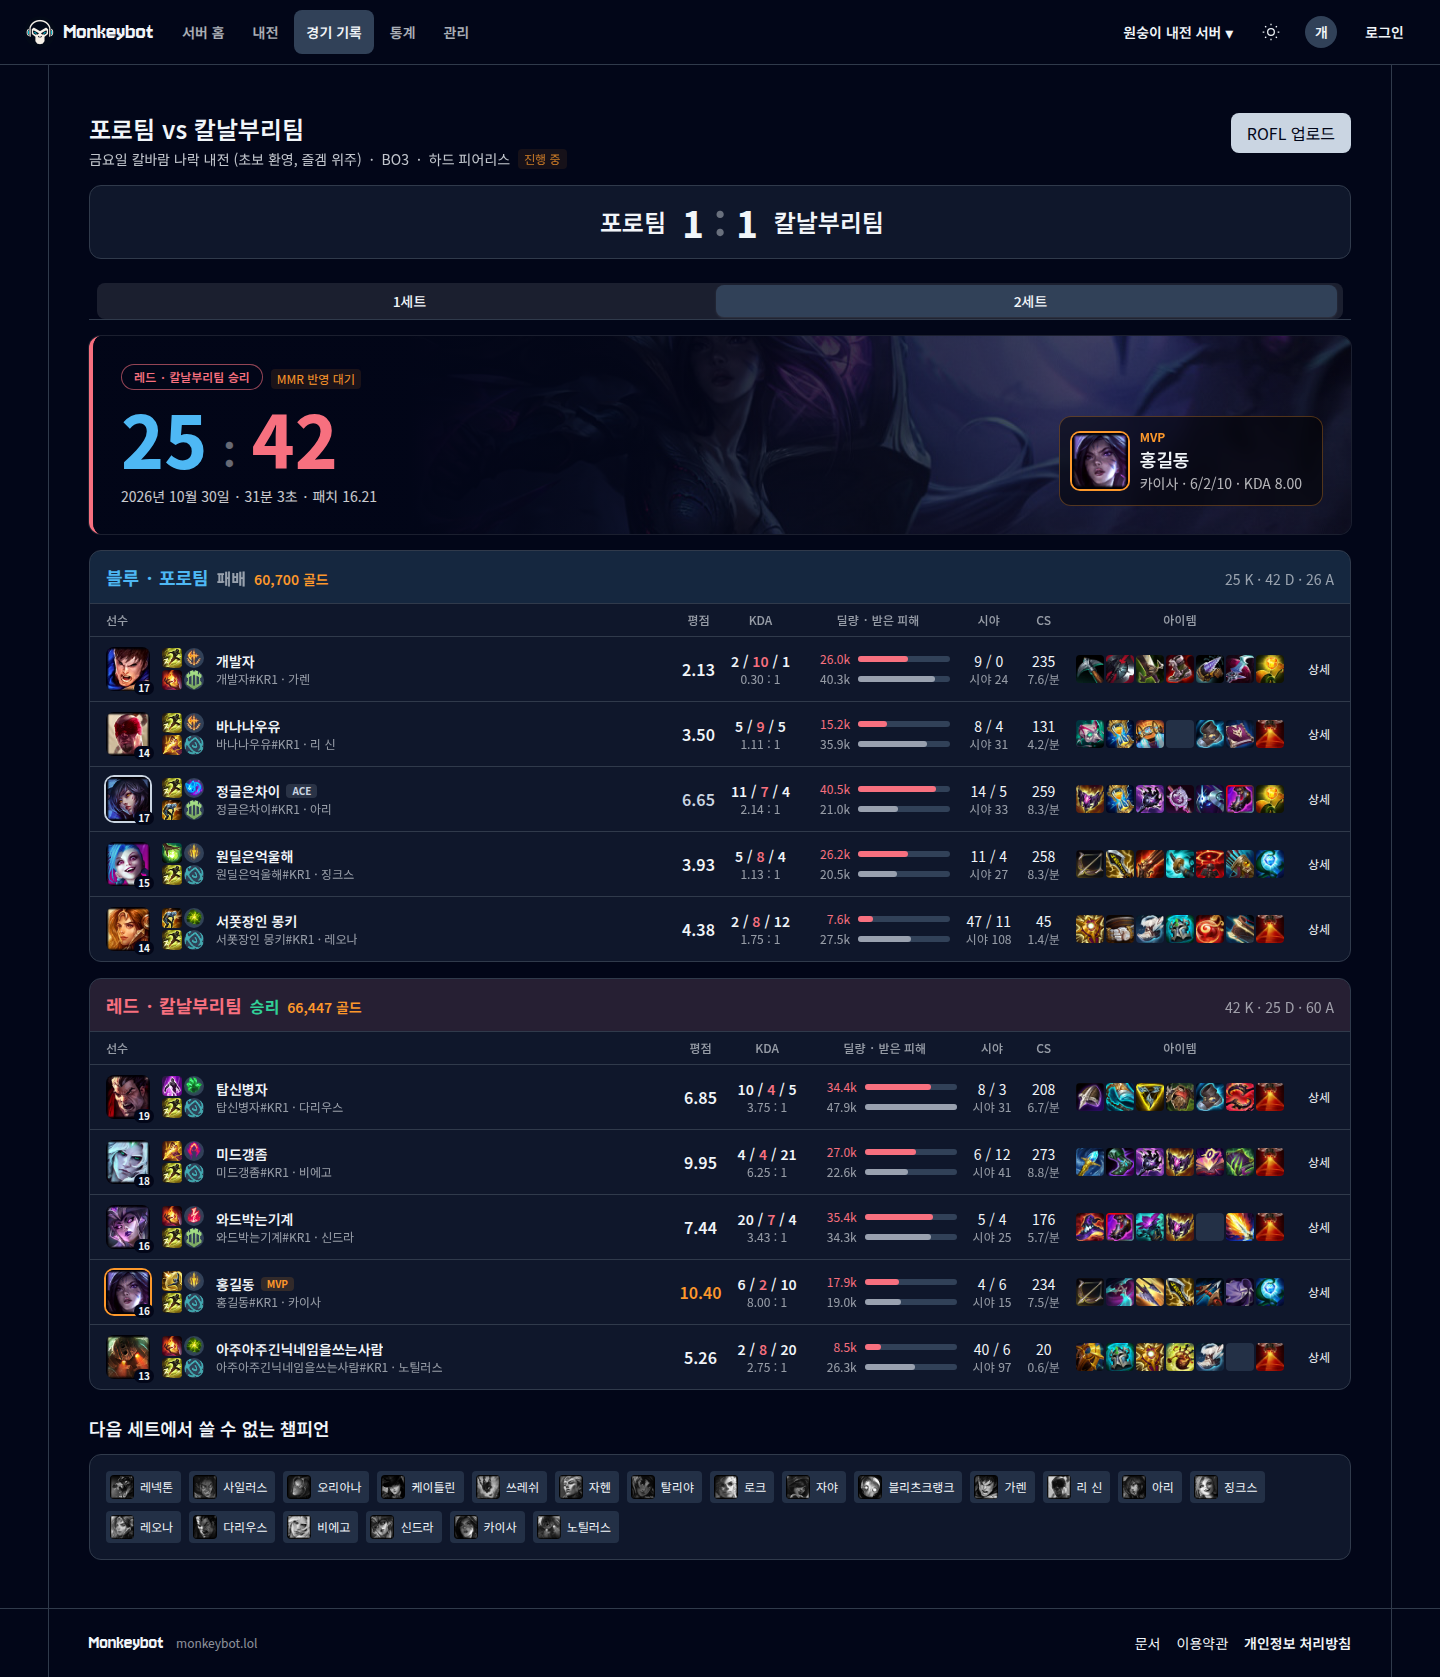 Monkeybot 서버 홈 내전 경기 기록 통계 관리 원숭이 내전 서버 ▾ 개 로그인
포로팀 vs 칼날부리팀
ROFL 업로드
금요일 칼바람 나락 내전 (초보 환영, 즐겜 위주) · BO3 · 하드 피어리스 진행 중
포로팀 1 : 1 칼날부리팀
1세트 2세트
레드 · 칼날부리팀 승리 MMR 반영 대기
25 : 42
2026년 10월 30일 · 31분 3초 · 패치 16.21
MVP
홍길동
카이사 · 6/2/10 · KDA 8.00
블루 · 포로팀 패배 60,700 골드 25 K · 42 D · 26 A
선수 평점 KDA 딜량 · 받은 피해 시야 CS 아이템
17 개발자 2.13 2 / 10 / 1 26.0k 9 / 0 235 상세
개발자#KR1 · 가렌 0.30 : 1 40.3k 시야 24 7.6/분
14 바나나우유 3.50 5 / 9 / 5 15.2k 8 / 4 131 상세
바나나우유#KR1 · 리 신 1.11 : 1 35.9k 시야 31 4.2/분
17 정글은차이 ACE 6.65 11 / 7 / 4 40.5k 14 / 5 259 상세
정글은차이#KR1 · 아리 2.14 : 1 21.0k 시야 33 8.3/분
15 원딜은억울해 3.93 5 / 8 / 4 26.2k 11 / 4 258 상세
원딜은억울해#KR1 · 징크스 1.13 : 1 20.5k 시야 27 8.3/분
14 서폿장인 몽키 4.38 2 / 8 / 12 7.6k 47 / 11 45 상세
서폿장인 몽키#KR1 · 레오나 1.75 : 1 27.5k 시야 108 1.4/분
레드 · 칼날부리팀 승리 66,447 골드 42 K · 25 D · 60 A
선수 평점 KDA 딜량 · 받은 피해 시야 CS 아이템
19 탑신병자 6.85 10 / 4 / 5 34.4k 8 / 3 208 상세
탑신병자#KR1 · 다리우스 3.75 : 1 47.9k 시야 31 6.7/분
18 미드갱좀 9.95 4 / 4 / 21 27.0k 6 / 12 273 상세
미드갱좀#KR1 · 비에고 6.25 : 1 22.6k 시야 41 8.8/분
16 와드박는기계 7.44 20 / 7 / 4 35.4k 5 / 4 176 상세
와드박는기계#KR1 · 신드라 3.43 : 1 34.3k 시야 25 5.7/분
16 홍길동 MVP 10.40 6 / 2 / 10 17.9k 4 / 6 234 상세
홍길동#KR1 · 카이사 8.00 : 1 19.0k 시야 15 7.5/분
13 아주아주긴닉네임을쓰는사람 5.26 2 / 8 / 20 8.5k 40 / 6 20 상세
아주아주긴닉네임을쓰는사람#KR1 · 노틸러스 2.75 : 1 26.3k 시야 97 0.6/분
다음 세트에서 쓸 수 없는 챔피언
레넥톤 사일러스 오리아나 케이틀린 쓰레쉬 자헨 탈리야 로크 자야 블리츠크랭크 가렌 리 신 아리 징크스
레오나 다리우스 비에고 신드라 카이사 노틸러스
Monkeybot monkeybot.lol 문서 이용약관 개인정보 처리방침